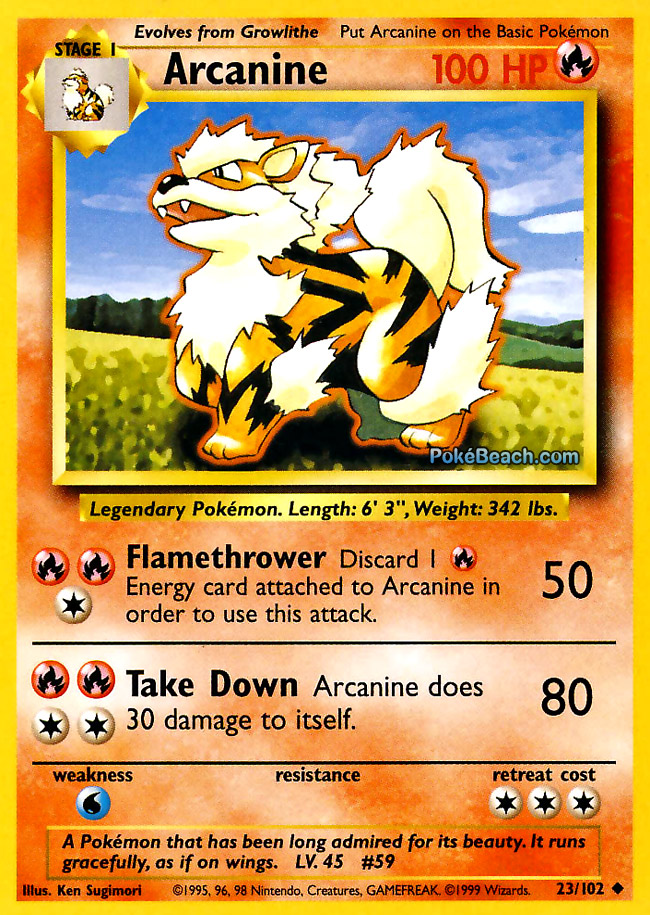 Evolves from Growlithe Put Arcanine on the Basic Pokémon
STAGE 1
Arcanine 100 HP
PokéBeach.com
Legendary Pokémon. Length: 6' 3", Weight: 342 lbs.
Flamethrower Discard 1
Energy card attached to Arcanine in
order to use this attack.
50
Take Down Arcanine does
30 damage to itself.
80
weakness resistance retreat cost
A Pokémon that has been long admired for its beauty. It runs
gracefully, as if on wings. LV. 45 #59
Illus. Ken Sugimori ©1995, 96, 98 Nintendo, Creatures, GAMEFREAK. ©1999 Wizards. 23/102